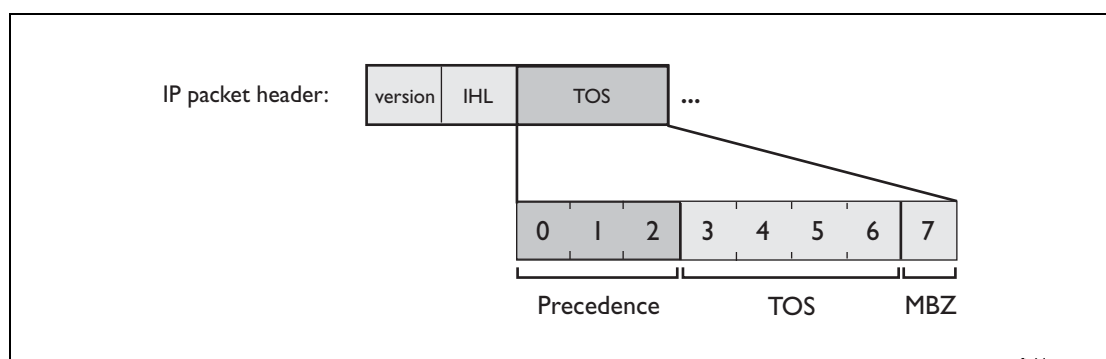 IP packet header: version IHL TOS ...
0 1 2 3 4 5 6 7
Precedence TOS MBZ